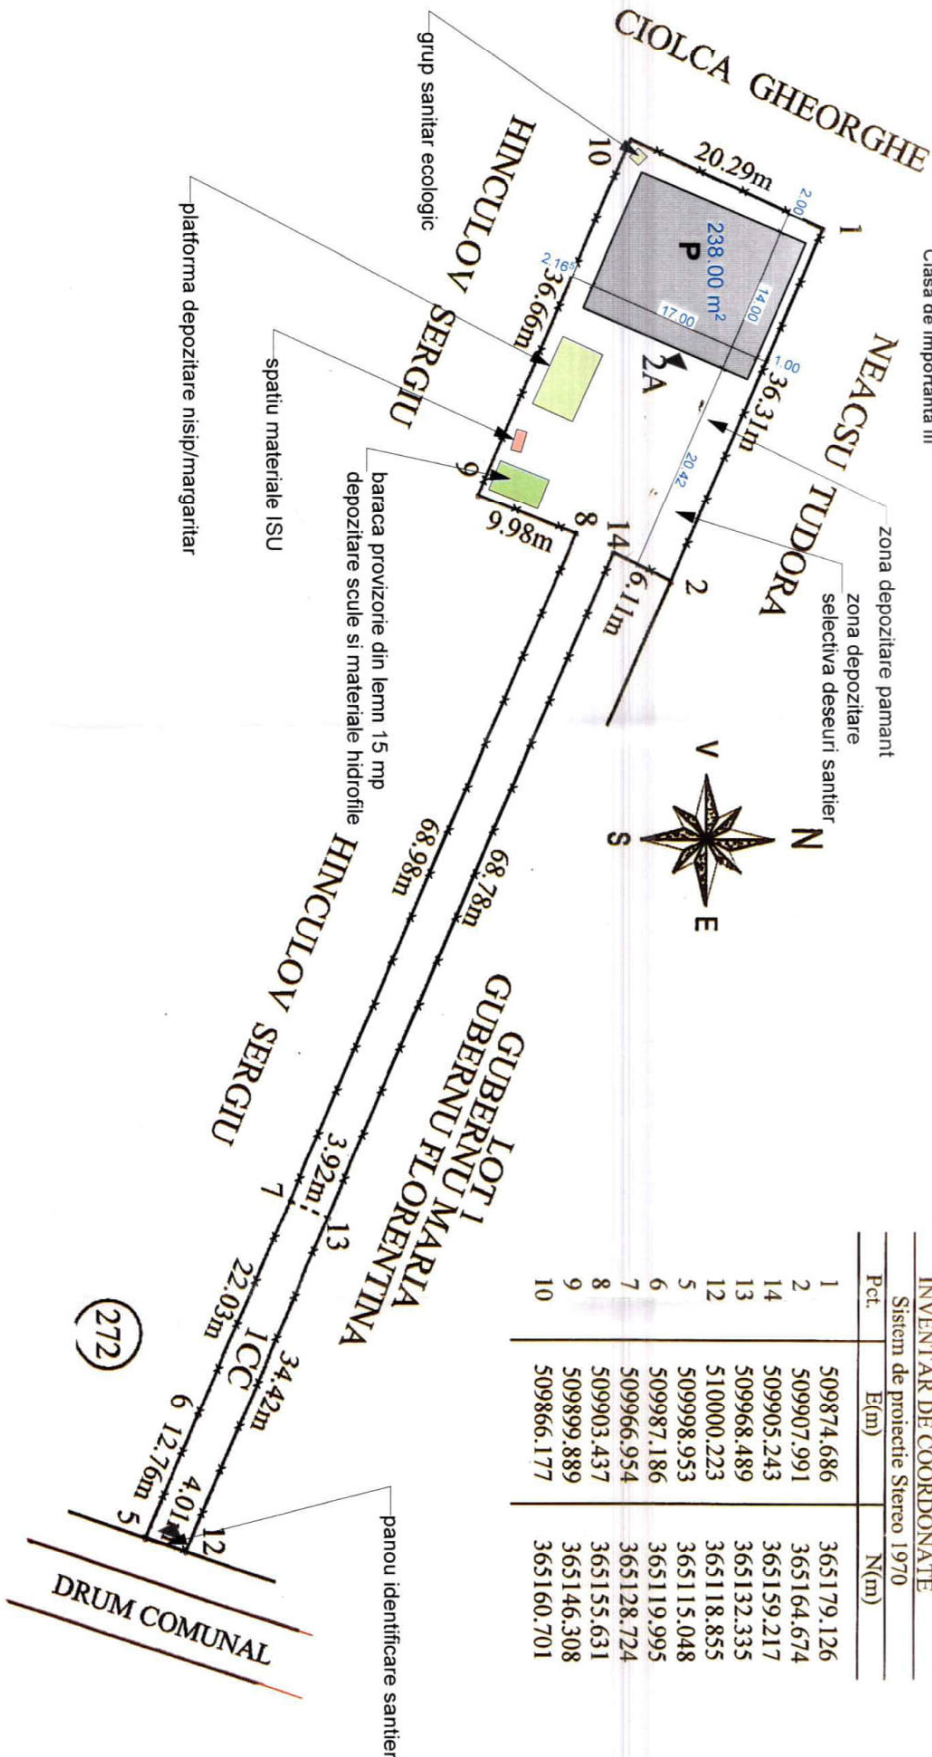 Clasa de importanta III
CIOLCA GHEORGHE
NEACSU TUDORA
zona depozitare pamant
zona depozitare
selectiva deseuri santier
grup sanitar ecologic
HINCULOV SERGIU
platforma depozitare nisip/margaritar
spatiu materiale ISU
baraca provizorie din lemn 15 mp
depozitare scule si materiale hidrofile
10
20.29m
1
2.00
238.00 m²
P
14.00
17.00
1.00
2.16⁵
36.66m
2A
36.31m
20.42
9
9.98m
8
14
6.11m
2
N
V
E
S
68.98m
68.78m
HINCULOV SERGIU
LOT 1
GUBERNU MARIA
GUBERNU FLORENTINA
7
3.92m
13
22.03m
1CC
34.42m
272
6
12.76m
5
4.01m
12
panou identificare santier
DRUM COMUNAL
INVENTAR DE COORDONATE
Sistem de proiectie Stereo 1970
Pct. E(m) N(m)
1 509874.686 365179.126
2 509907.991 365164.674
14 509905.243 365159.217
13 509968.489 365132.335
12 510000.223 365118.855
5 509998.953 365115.048
6 509987.186 365119.995
7 509966.954 365128.724
8 509903.437 365155.631
9 509899.889 365146.308
10 509866.177 365160.701